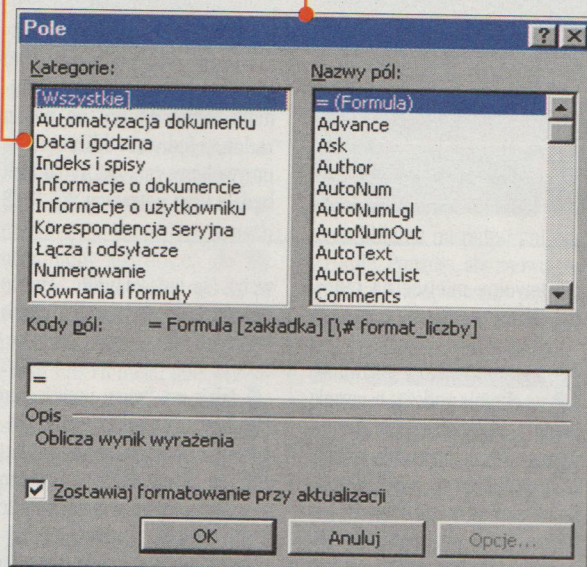 Pole
Kategorie:
[Wszystkie]
Automatyzacja dokumentu
Data i godzina
Indeks i spisy
Informacje o dokumencie
Informacje o użytkowniku
Korespondencja seryjna
Łącza i odsyłacze
Numerowanie
Równania i formuły
Nazwy pól:
= (Formula)
Advance
Ask
Author
AutoNum
AutoNumLgl
AutoNumOut
AutoText
AutoTextList
Comments
Kody pól: = Formula [zakładka] [\# format_liczby]
=
Opis
Oblicza wynik wyrażenia
Zostawiaj formatowanie przy aktualizacji
OK Anuluj Opcje...